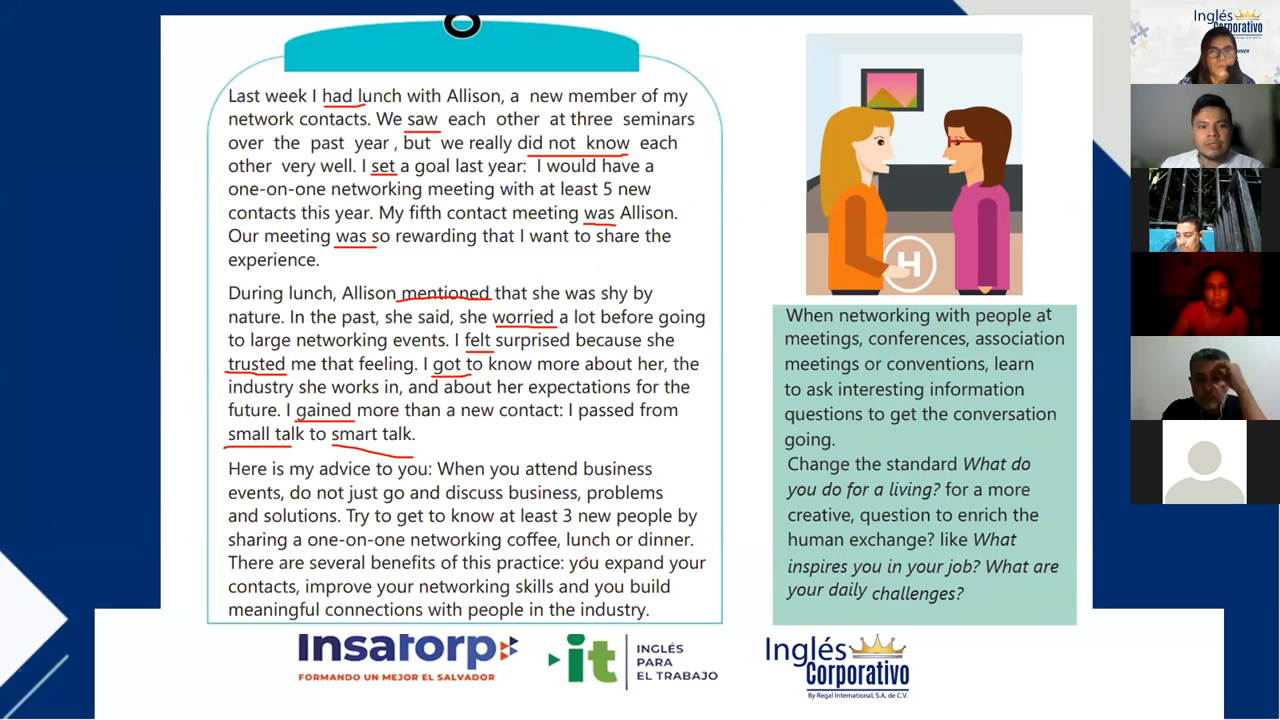 Last week I had lunch with Allison, a new member of my
network contacts. We saw each other at three seminars
over the past year , but we really did not know each
other very well. I set a goal last year: I would have a
one-on-one networking meeting with at least 5 new
contacts this year. My fifth contact meeting was Allison.
Our meeting was so rewarding that I want to share the
experience.
During lunch, Allison mentioned that she was shy by
nature. In the past, she said, she worried a lot before going
to large networking events. I felt surprised because she
trusted me that feeling. I got to know more about her, the
industry she works in, and about her expectations for the
future. I gained more than a new contact: I passed from
small talk to smart talk.
Here is my advice to you: When you attend business
events, do not just go and discuss business, problems
and solutions. Try to get to know at least 3 new people by
sharing a one-on-one networking coffee, lunch or dinner.
There are several benefits of this practice: you expand your
contacts, improve your networking skills and you build
meaningful connections with people in the industry.
H
When networking with people at
meetings, conferences, association
meetings or conventions, learn
to ask interesting information
questions to get the conversation
going.
Change the standard What do
you do for a living? for a more
creative, question to enrich the
human exchange? like What
inspires you in your job? What are
your daily challenges?
Insaforp
FORMANDO UN MEJOR EL SALVADOR
it
INGLÉS
PARA
EL TRABAJO
Inglés
Corporativo
By Regal International, S.A. de C.V.
Inglés
Corporativo